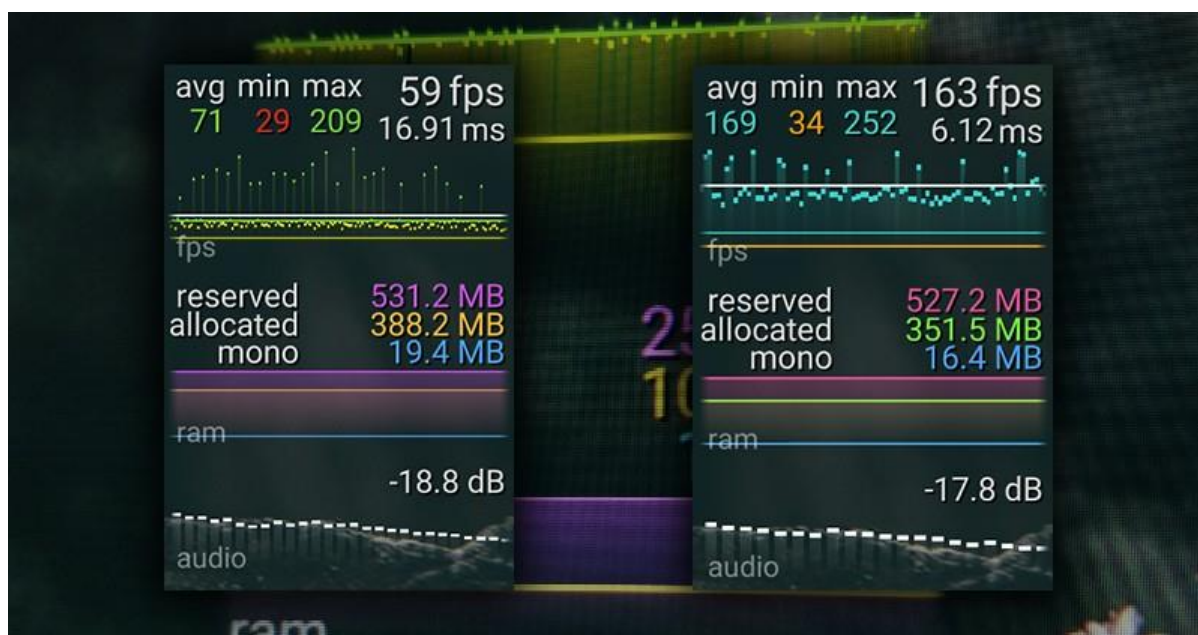 avg min max 59 fps
71 29 209 16.91 ms
fps
reserved 531.2 MB
allocated 388.2 MB
mono 19.4 MB
ram
-18.8 dB
audio
avg min max 163 fps
169 34 252 6.12 ms
fps
reserved 527.2 MB
allocated 351.5 MB
mono 16.4 MB
ram
-17.8 dB
audio
ram